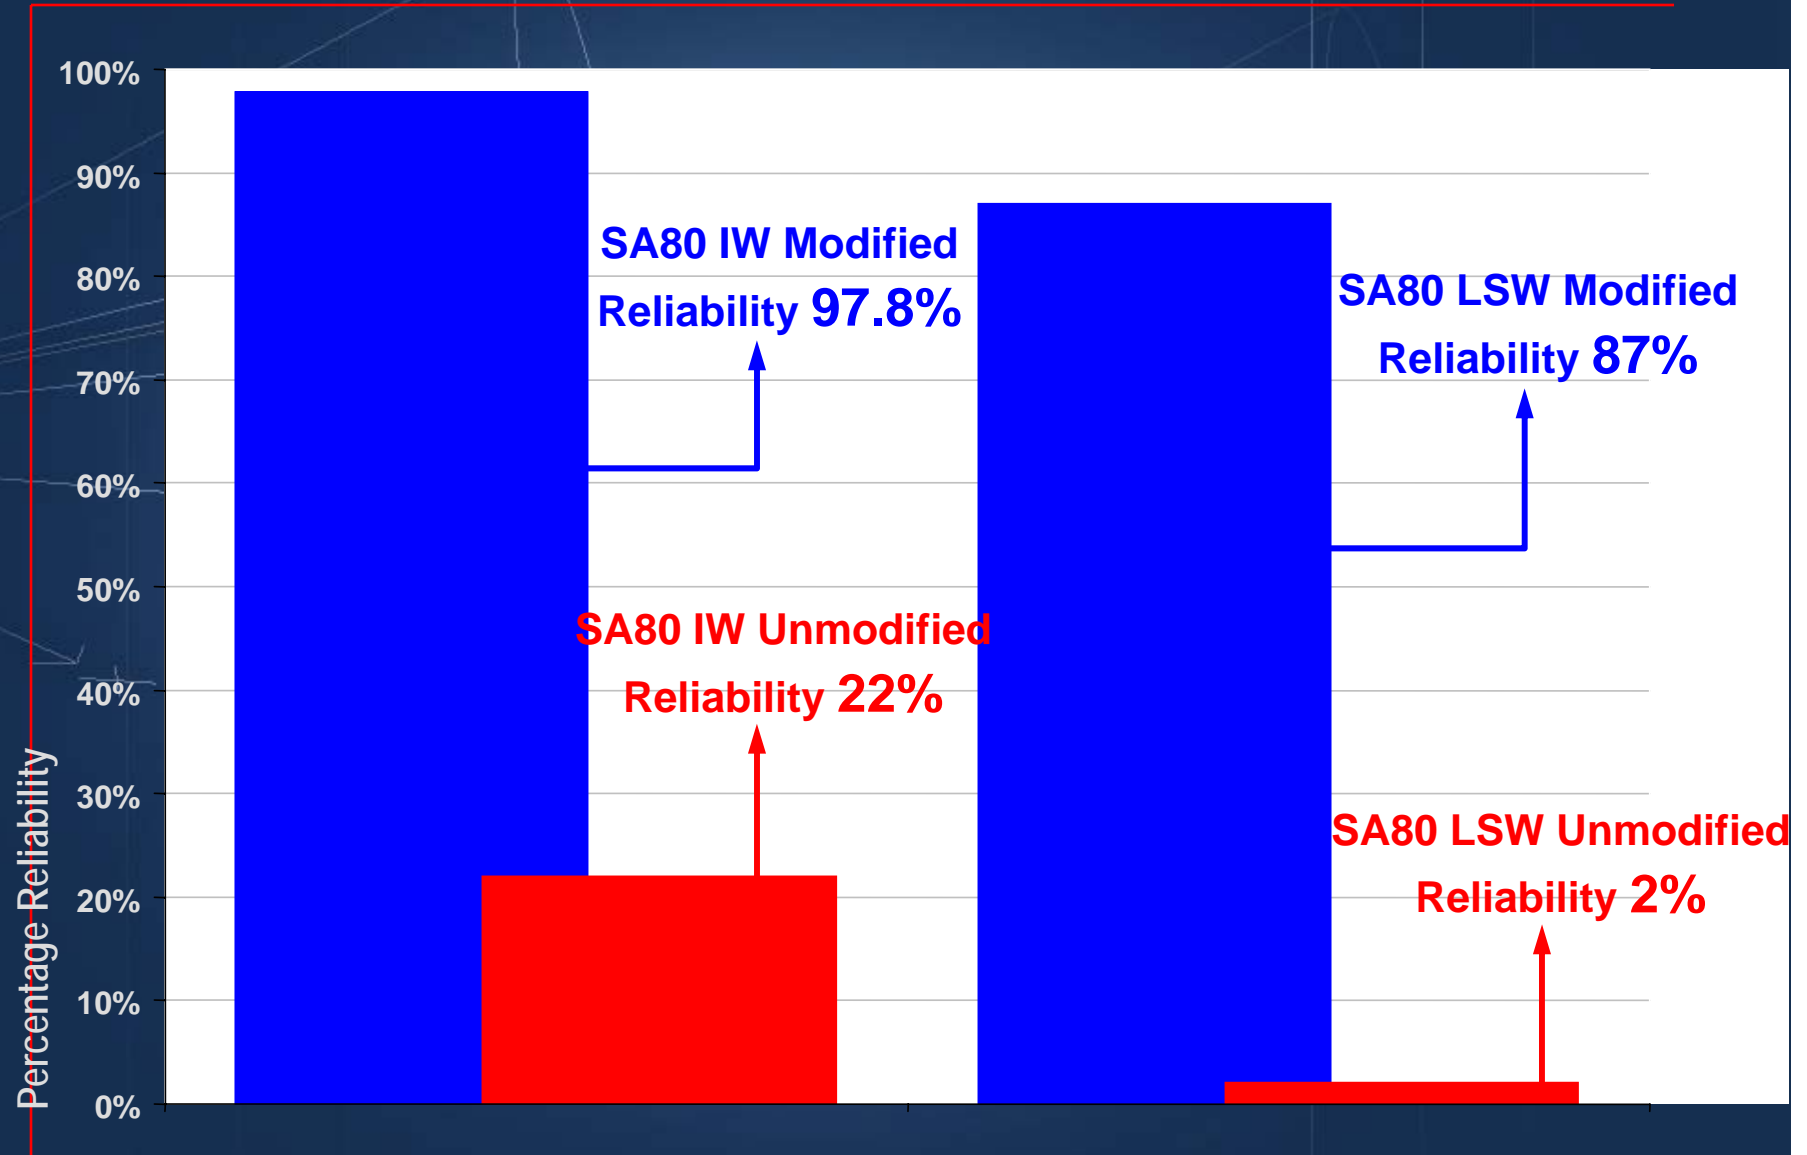 100%
90%
80%
70%
60%
50%
40%
30%
20%
10%
0%
Percentage Reliability
SA80 IW Modified
Reliability 97.8%
SA80 LSW Modified
Reliability 87%
SA80 IW Unmodified
Reliability 22%
SA80 LSW Unmodified
Reliability 2%